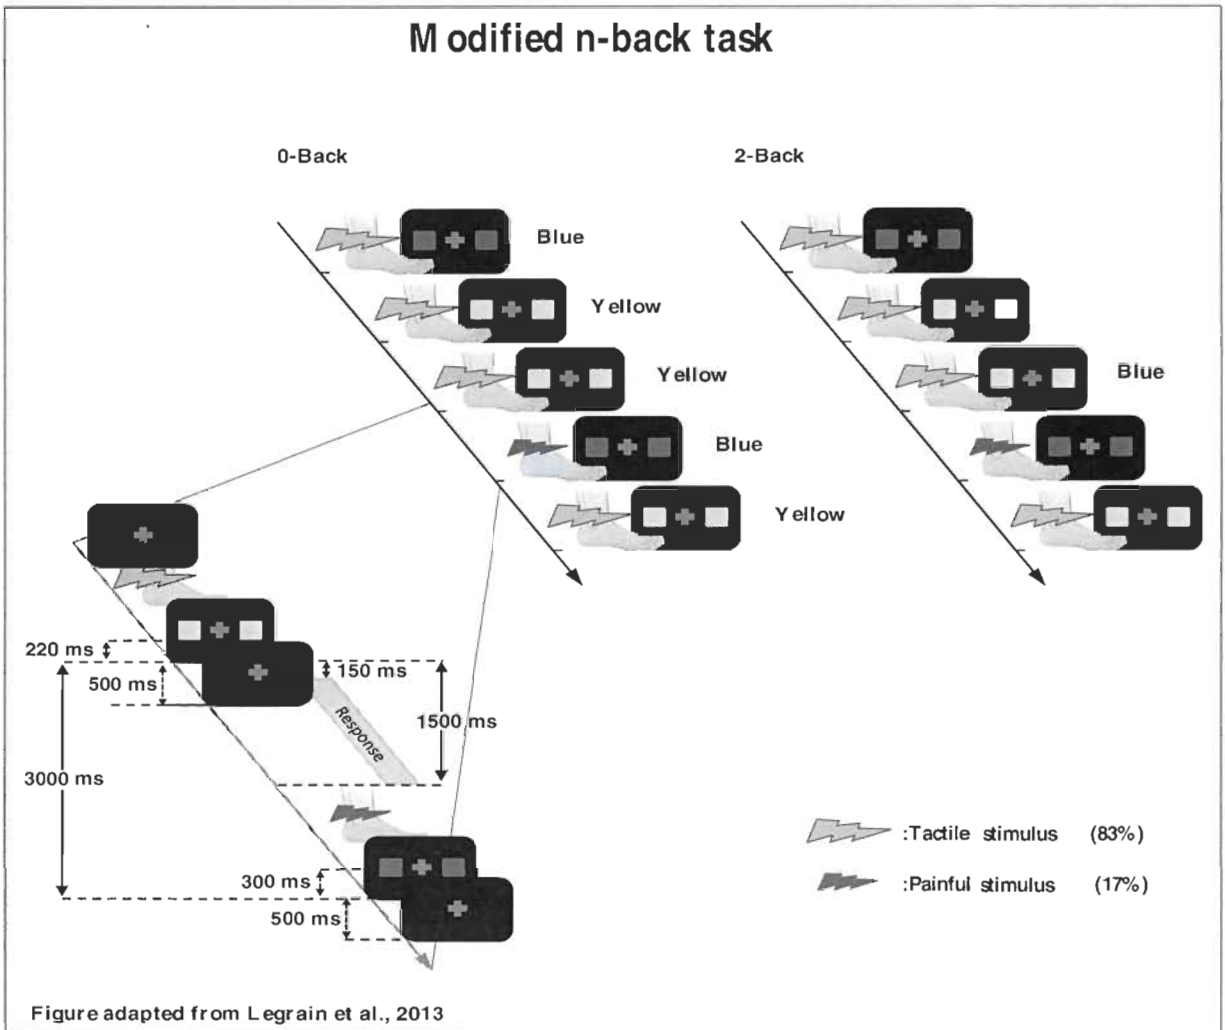 Modified n-back task
0-Back
2-Back
Blue
Yellow
Yellow
Blue
Yellow
Blue
220 ms
500 ms
3000 ms
150 ms
1500 ms
Response
300 ms
500 ms
:Tactile stimulus (83%)
:Painful stimulus (17%)
Figure adapted from Legrain et al., 2013